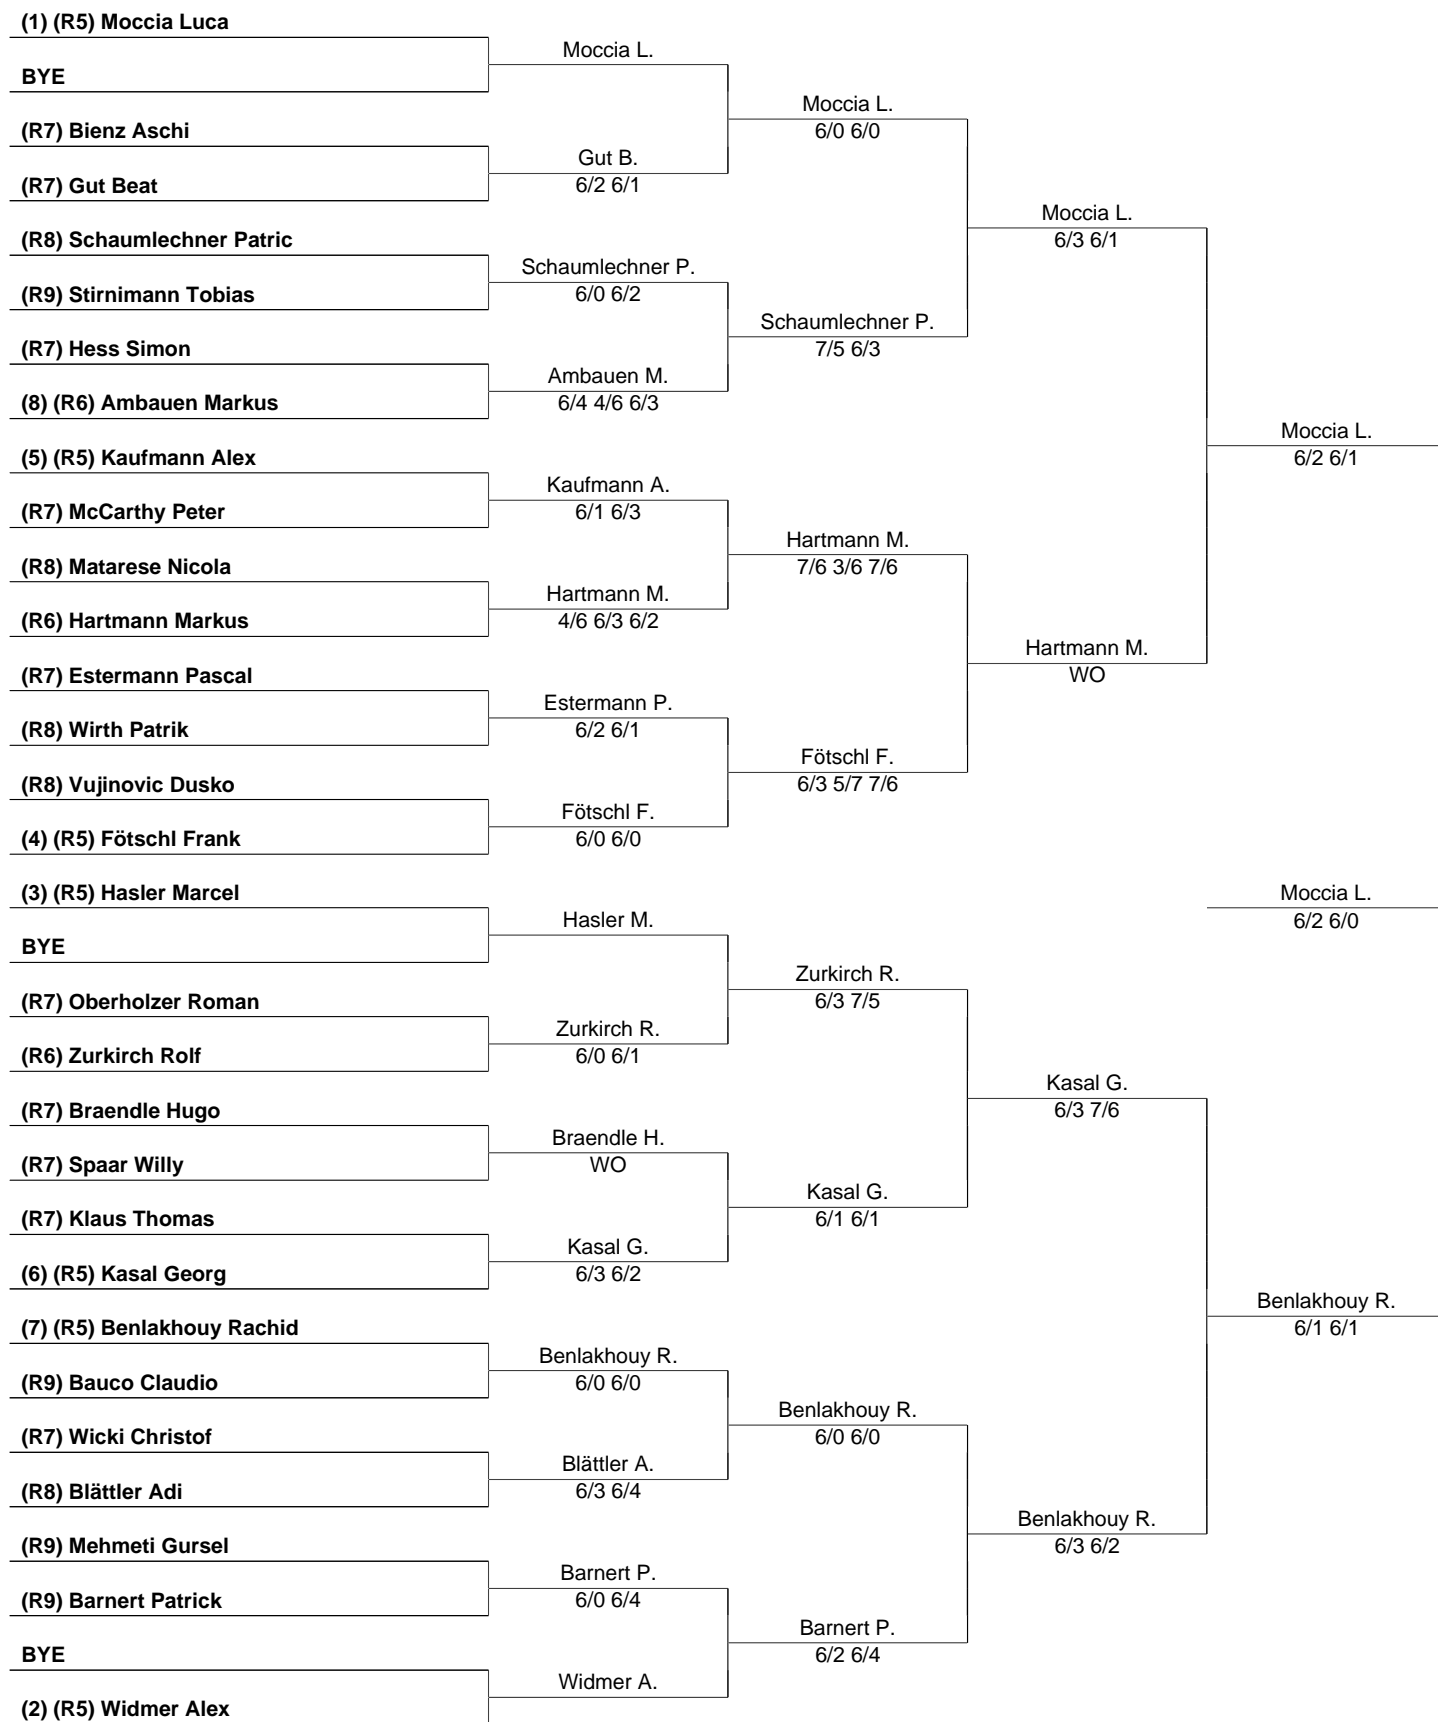 (1) (R5) Moccia Luca
BYE
(R7) Bienz Aschi
(R7) Gut Beat
(R8) Schaumlechner Patric
(R9) Stirnimann Tobias
(R7) Hess Simon
(8) (R6) Ambauen Markus
(5) (R5) Kaufmann Alex
(R7) McCarthy Peter
(R8) Matarese Nicola
(R6) Hartmann Markus
(R7) Estermann Pascal
(R8) Wirth Patrik
(R8) Vujinovic Dusko
(4) (R5) Fötschl Frank
(3) (R5) Hasler Marcel
BYE
(R7) Oberholzer Roman
(R6) Zurkirch Rolf
(R7) Braendle Hugo
(R7) Spaar Willy
(R7) Klaus Thomas
(6) (R5) Kasal Georg
(7) (R5) Benlakhouy Rachid
(R9) Bauco Claudio
(R7) Wicki Christof
(R8) Blättler Adi
(R9) Mehmeti Gursel
(R9) Barnert Patrick
BYE
(2) (R5) Widmer Alex
Moccia L.
Gut B.
6/2 6/1
Schaumlechner P.
6/0 6/2
Ambauen M.
6/4 4/6 6/3
Kaufmann A.
6/1 6/3
Hartmann M.
4/6 6/3 6/2
Estermann P.
6/2 6/1
Fötschl F.
6/0 6/0
Hasler M.
Zurkirch R.
6/0 6/1
Braendle H.
WO
Kasal G.
6/3 6/2
Benlakhouy R.
6/0 6/0
Blättler A.
6/3 6/4
Barnert P.
6/0 6/4
Widmer A.
Moccia L.
6/0 6/0
Schaumlechner P.
7/5 6/3
Hartmann M.
7/6 3/6 7/6
Fötschl F.
6/3 5/7 7/6
Zurkirch R.
6/3 7/5
Kasal G.
6/1 6/1
Benlakhouy R.
6/0 6/0
Barnert P.
6/2 6/4
Moccia L.
6/3 6/1
Hartmann M.
WO
Kasal G.
6/3 7/6
Benlakhouy R.
6/3 6/2
Moccia L.
6/2 6/1
Moccia L.
6/2 6/0
Benlakhouy R.
6/1 6/1